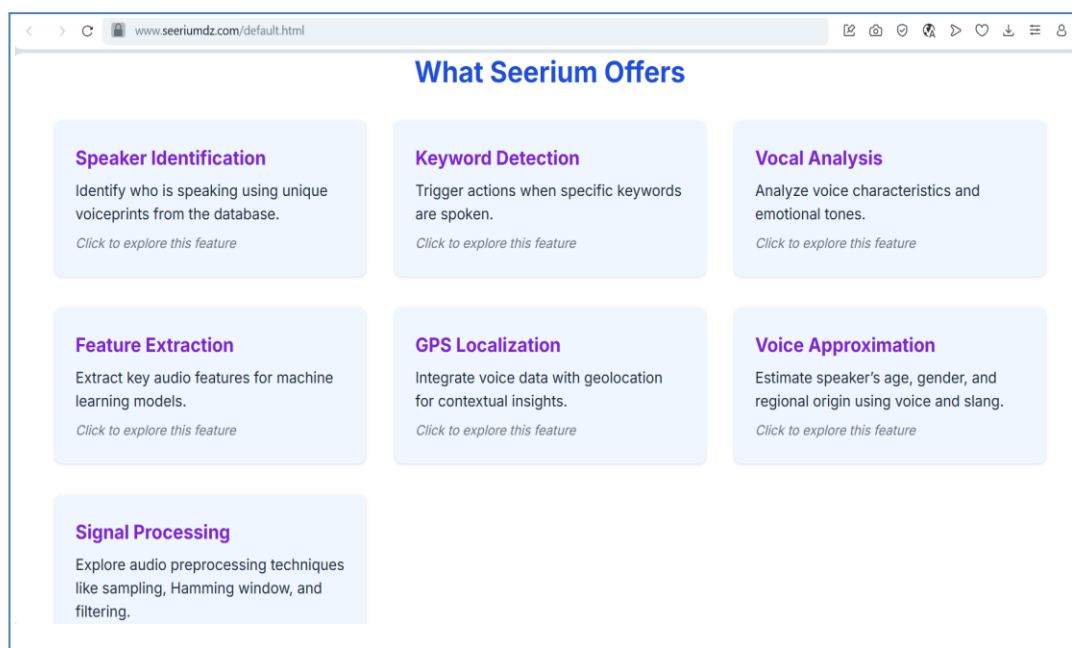 www.seeriumdz.com/default.html
What Seerium Offers
Speaker Identification
Identify who is speaking using unique
voiceprints from the database.
Click to explore this feature
Keyword Detection
Trigger actions when specific keywords
are spoken.
Click to explore this feature
Vocal Analysis
Analyze voice characteristics and
emotional tones.
Click to explore this feature
Feature Extraction
Extract key audio features for machine
learning models.
Click to explore this feature
GPS Localization
Integrate voice data with geolocation
for contextual insights.
Click to explore this feature
Voice Approximation
Estimate speaker’s age, gender, and
regional origin using voice and slang.
Click to explore this feature
Signal Processing
Explore audio preprocessing techniques
like sampling, Hamming window, and
filtering.